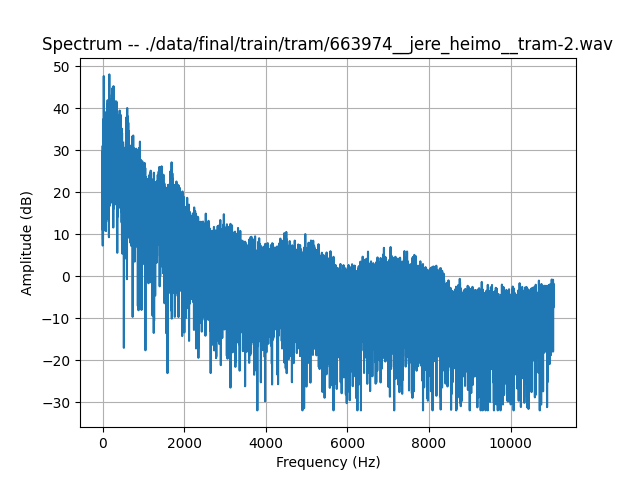 Spectrum -- ./data/final/train/tram/663974__jere_heimo__tram-2.wav
50
40
30
20
10
0
−10
−20
−30
Amplitude (dB)
0 2000 4000 6000 8000 10000
Frequency (Hz)